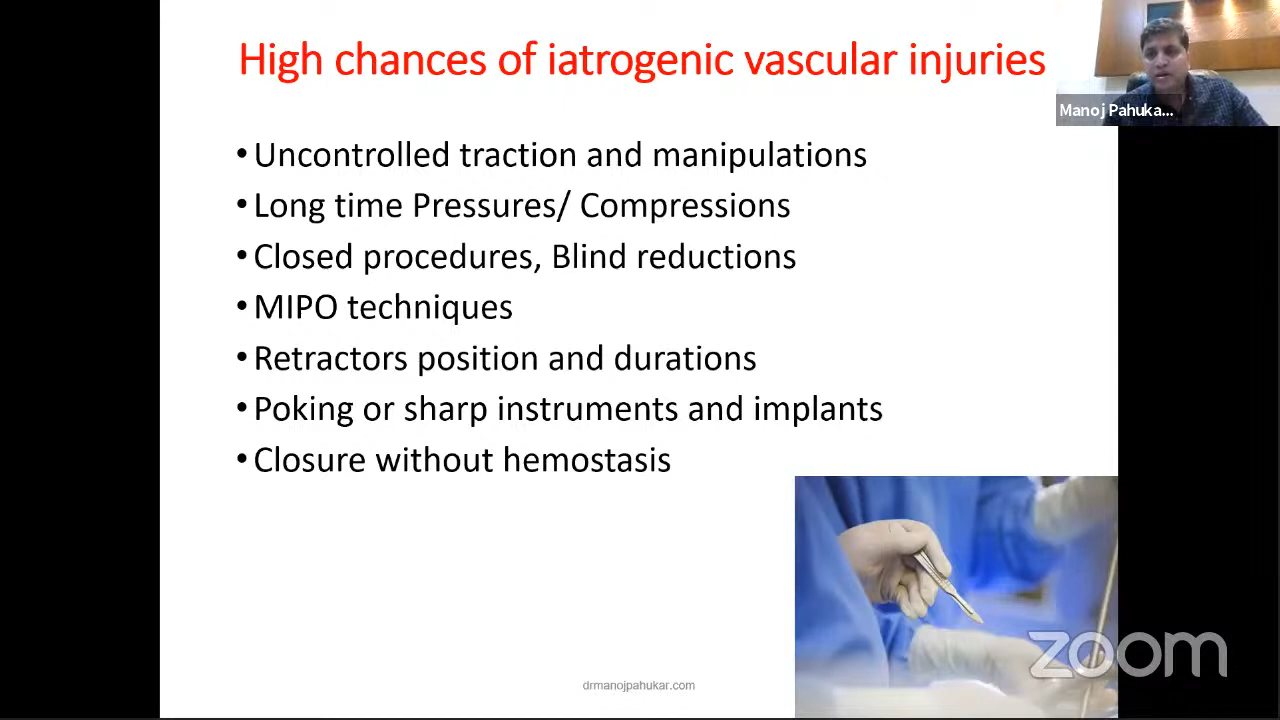 High chances of iatrogenic vascular injuries
Manoj Pahuka...
• Uncontrolled traction and manipulations
• Long time Pressures/ Compressions
• Closed procedures, Blind reductions
• MIPO techniques
• Retractors position and durations
• Poking or sharp instruments and implants
• Closure without hemostasis
zoom
drmanojpahukar.com